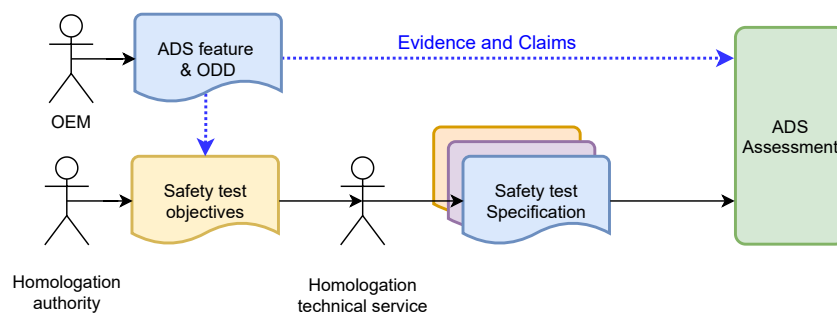 ADS feature
& ODD
Evidence and Claims
OEM
ADS
Assessment
Safety test
objectives
Safety test
Specification
Homologation
authority
Homologation
technical service